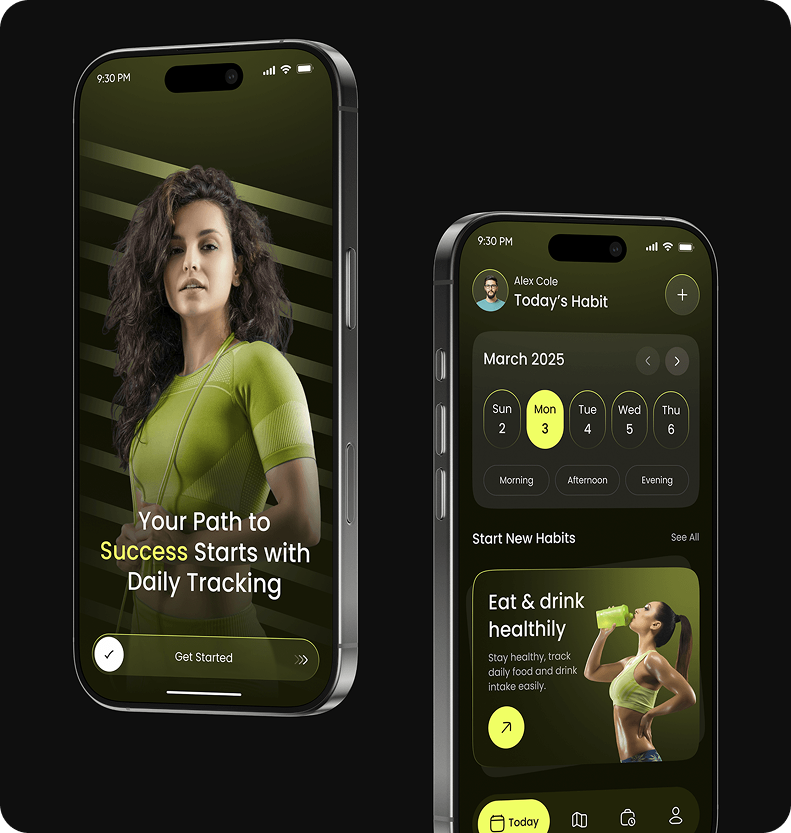 9:30 PM
Your Path to
Success Starts with
Daily Tracking
Get Started
9:30 PM
Alex Cole
Today's Habit
March 2025
Sun
2
Mon
3
Tue
4
Wed
5
Thu
6
Morning
Afternoon
Evening
Start New Habits
See All
Eat & drink
healthily
Stay healthy, track
daily food and drink
intake easily.
Today